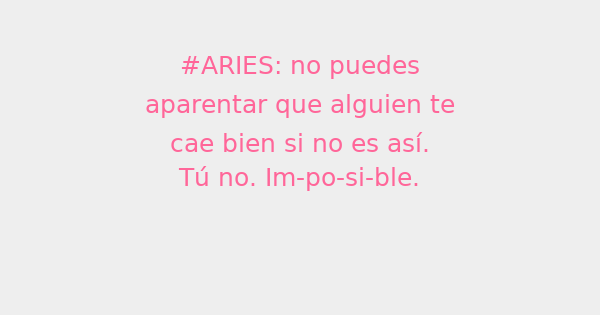 #ARIES: no puedes
aparentar que alguien te
cae bien si no es así.
Tú no. Im-po-si-ble.